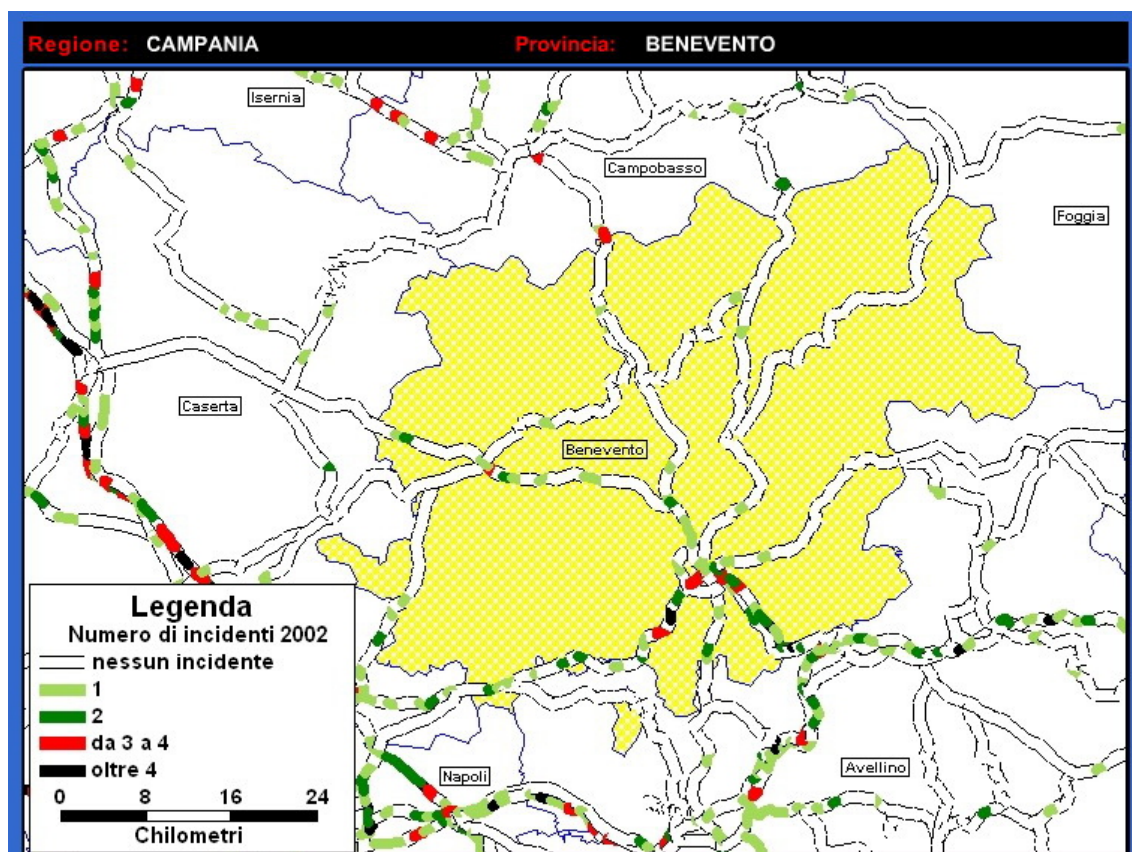 Regione: CAMPANIA Provincia: BENEVENTO
Isernia
Campobasso
Foggia
Caserta
Benevento
Napoli
Avellino
Legenda
Numero di incidenti 2002
nessun incidente
1
2
da 3 a 4
oltre 4
0 8 16 24
Chilometri